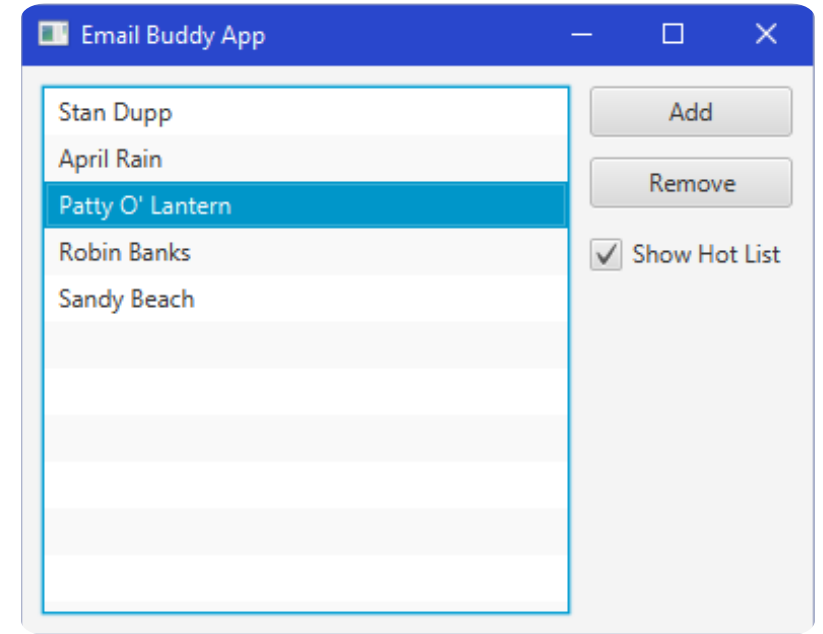 Email Buddy App
Stan Dupp
April Rain
Patty O' Lantern
Robin Banks
Sandy Beach
Add
Remove
Show Hot List